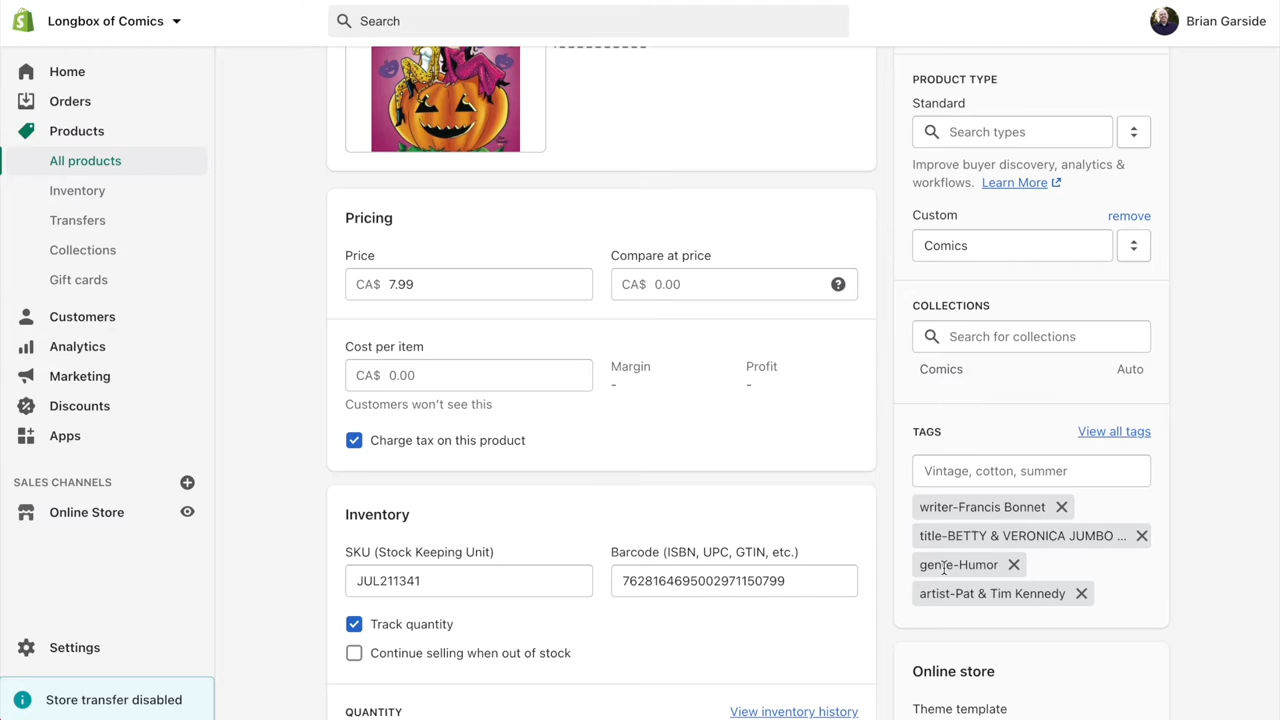 Longbox of Comics
Search
Brian Garside
Home
Orders
Products
All products
Inventory
Transfers
Collections
Gift cards
Customers
Analytics
Marketing
Discounts
Apps
SALES CHANNELS
Online Store
Settings
Store transfer disabled
Pricing
Price
Compare at price
CA$ 7.99
CA$ 0.00
Cost per item
Margin
Profit
CA$ 0.00
-
-
Customers won't see this
Charge tax on this product
Inventory
SKU (Stock Keeping Unit)
Barcode (ISBN, UPC, GTIN, etc.)
JUL211341
7628164695002971150799
Track quantity
Continue selling when out of stock
QUANTITY
View inventory history
PRODUCT TYPE
Standard
Search types
Improve buyer discovery, analytics &
workflows. Learn More
Custom
remove
Comics
COLLECTIONS
Search for collections
Comics
Auto
TAGS
View all tags
Vintage, cotton, summer
writer-Francis Bonnet
title-BETTY & VERONICA JUMBO ...
genre-Humor
artist-Pat & Tim Kennedy
Online store
Theme template